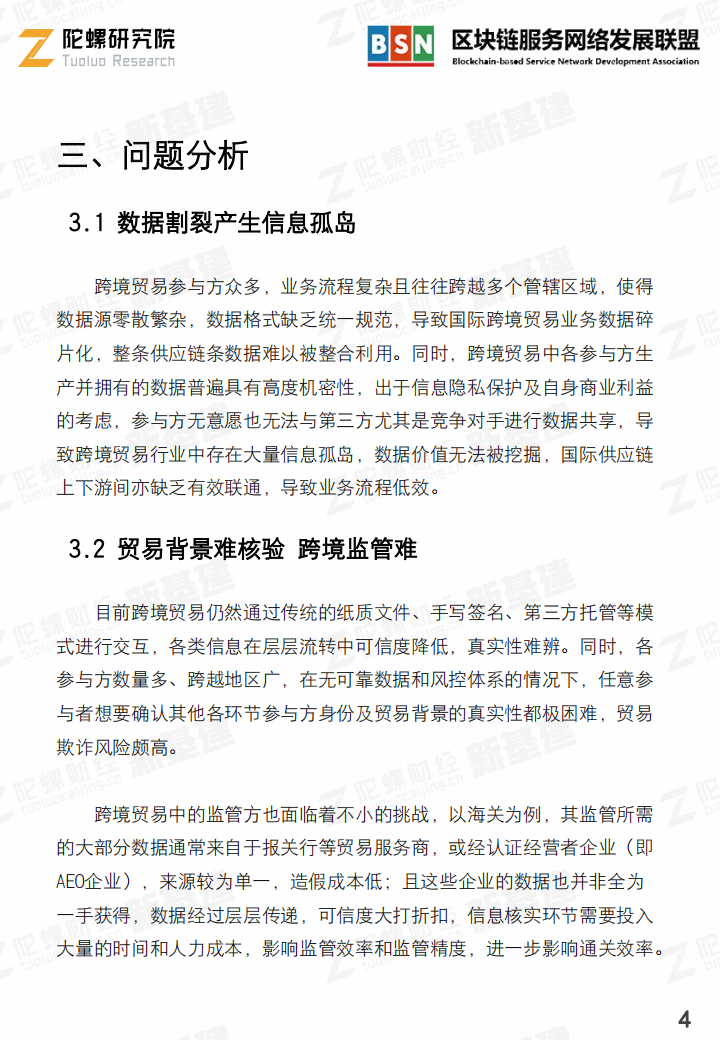 陀螺研究院
Tuoluo Research
BSN
区块链服务网络发展联盟
Blockchain-based Service Network Development Association
三、问题分析
3.1 数据割裂产生信息孤岛
跨境贸易参与方众多，业务流程复杂且往往跨越多个管辖区域，使得
数据源零散繁杂，数据格式缺乏统一规范，导致国际跨境贸易业务数据碎
片化，整条供应链条数据难以被整合利用。同时，跨境贸易中各参与方生
产并拥有的数据普遍具有高度机密性，出于信息隐私保护及自身商业利益
的考虑，参与方无意愿也无法与第三方尤其是竞争对手进行数据共享，导
致跨境贸易行业中存在大量信息孤岛，数据价值无法被挖掘，国际供应链
上下游间亦缺乏有效联通，导致业务流程低效。
3.2 贸易背景难核验 跨境监管难
目前跨境贸易仍然通过传统的纸质文件、手写签名、第三方托管等模
式进行交互，各类信息在层层流转中可信度降低，真实性难辨。同时，各
参与方数量多、跨越地区广，在无可靠数据和风控体系的情况下，任意参
与者想要确认其他各环节参与方身份及贸易背景的真实性都极困难，贸易
欺诈风险颇高。
跨境贸易中的监管方也面临着不小的挑战，以海关为例，其监管所需
的大部分数据通常来自于报关行等贸易服务商，或经认证经营者企业（即
AEO企业），来源较为单一，造假成本低；且这些企业的数据也并非全为
一手获得，数据经过层层传递，可信度大打折扣，信息核实环节需要投入
大量的时间和人力成本，影响监管效率和监管精度，进一步影响通关效率。
4
陀螺财经 新基建
tuoluocaijing.cn